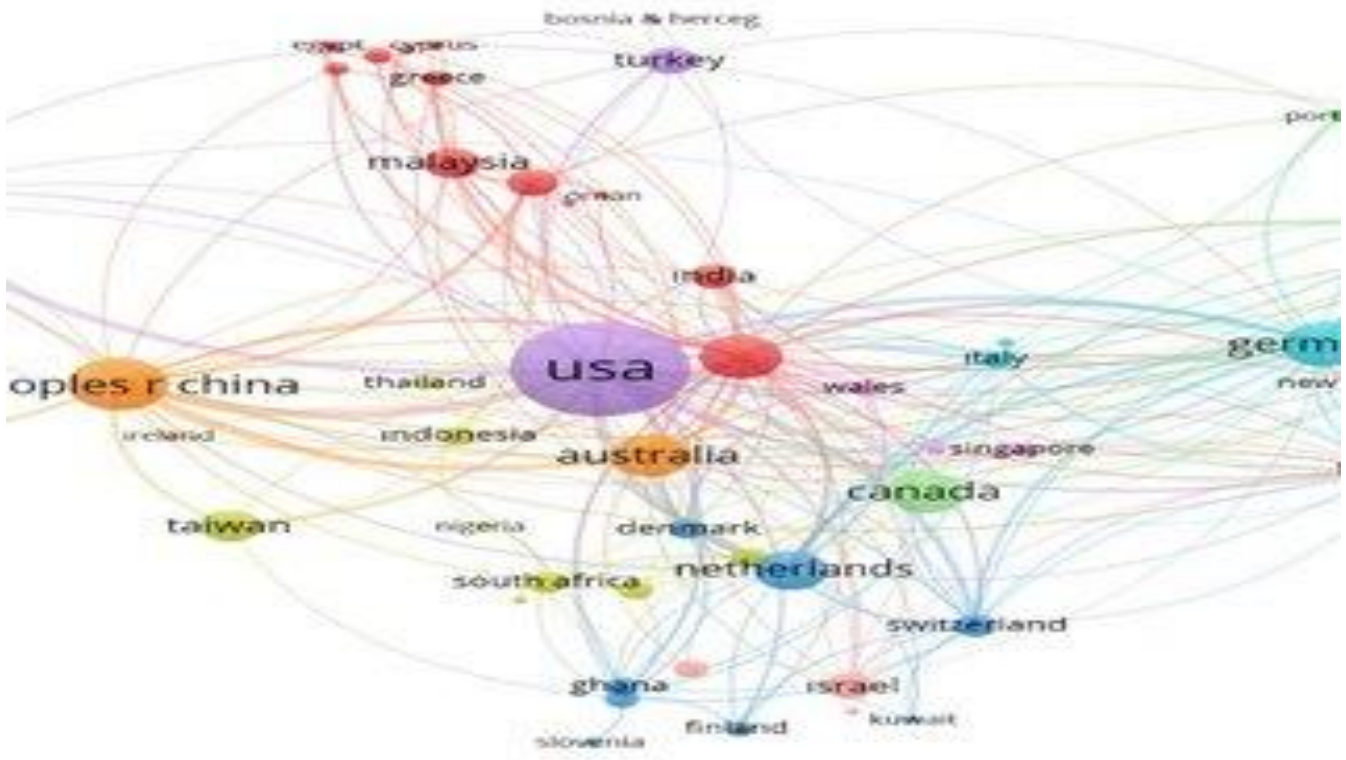 bosnia & herceg
egypt
cyprus
turkey
greece
port
malaysia
oman
india
germ
usa
italy
oples r china
thailand
wales
new
ireland
indonesia
australia
singapore
canada
taiwan
nigeria
denmark
netherlands
south africa
switzerland
ghana
israel
kuwait
finland
slovenia